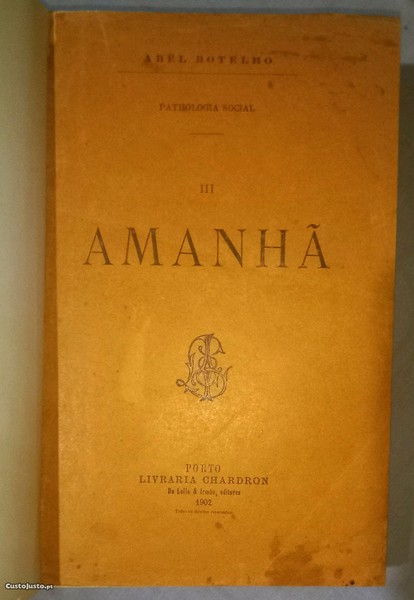 ABEL BOTELHO
PATHOLOGIA SOCIAL
III
AMANHÃ
PORTO
LIVRARIA CHARDRON
De Lello & Irmão, editores
1902
CustoJusto.pt